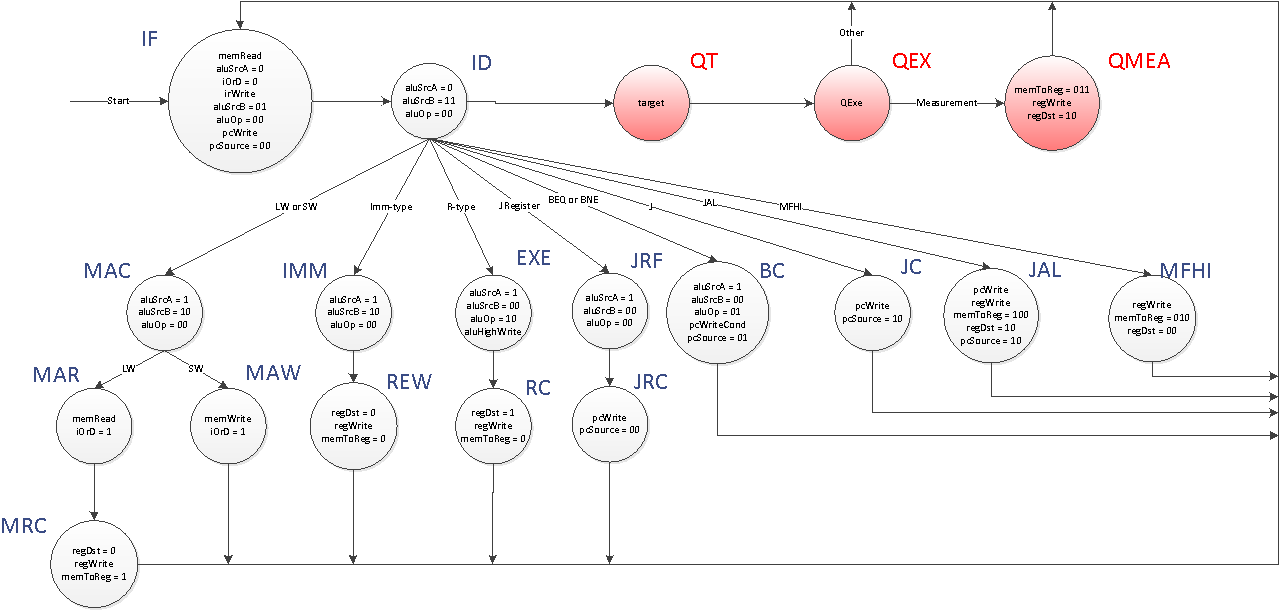 IF
memRead
aluSrcA = 0
iOrD = 0
irWrite
aluSrcB = 01
aluOp = 00
pcWrite
pcSource = 00
Start
ID
aluSrcA = 0
aluSrcB = 11
aluOp = 00
QT
target
QEX
QExe
Other
Measurement
QMEA
memToReg = 011
regWrite
regDst = 10
LW or SW
Imm-type
R-type
J Register
BEQ or BNE
J
JAL
MFHI
MAC
aluSrcA = 1
aluSrcB = 10
aluOp = 00
IMM
aluSrcA = 1
aluSrcB = 10
aluOp = 00
EXE
aluSrcA = 1
aluSrcB = 00
aluOp = 10
aluHighWrite
JRF
aluSrcA = 1
aluSrcB = 00
aluOp = 00
BC
aluSrcA = 1
aluSrcB = 00
aluOp = 01
pcWriteCond
pcSource = 01
JC
pcWrite
pcSource = 10
JAL
pcWrite
regWrite
memToReg = 100
regDst = 10
pcSource = 10
MFHI
regWrite
memToReg = 010
regDst = 00
LW
SW
MAR
memRead
iOrD = 1
MAW
memWrite
iOrD = 1
REW
regDst = 0
regWrite
memToReg = 0
RC
regDst = 1
regWrite
memToReg = 0
JRC
pcWrite
pcSource = 00
MRC
regDst = 0
regWrite
memToReg = 1